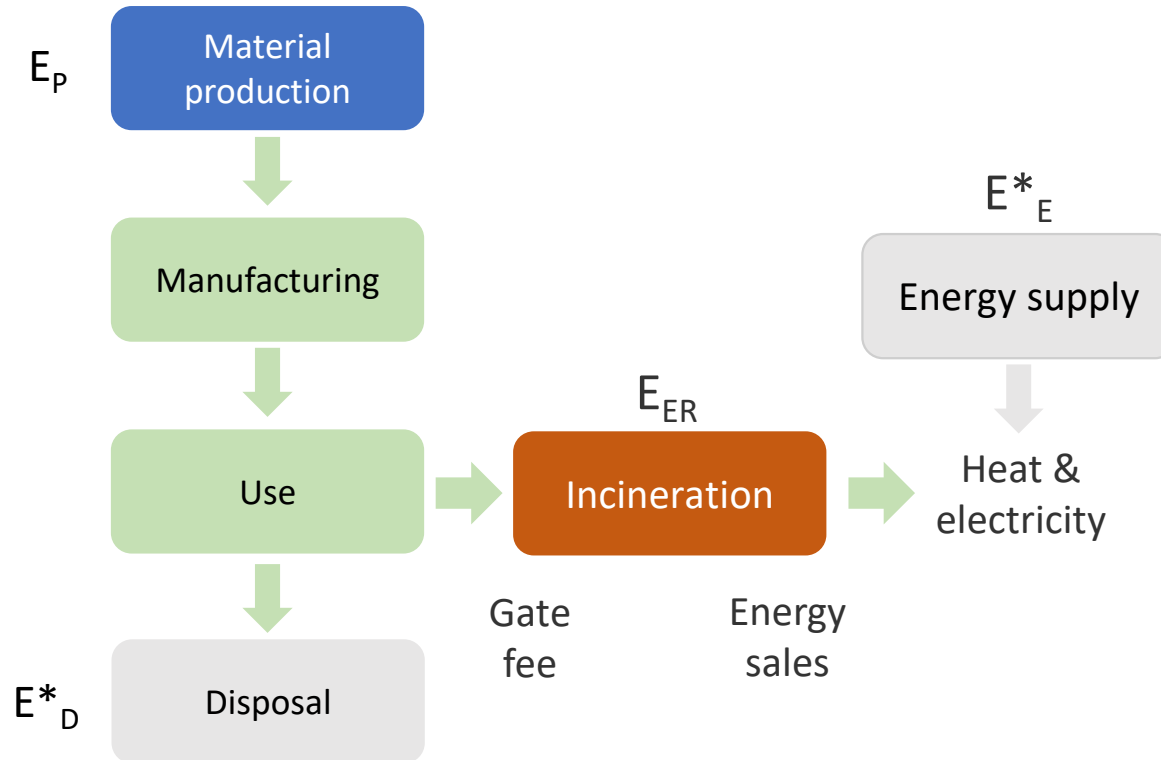 E_P
Material
production
Manufacturing
E*_E
Energy supply
E_ER
Use
Incineration
Heat &
electricity
Gate
fee
Energy
sales
E*_D
Disposal